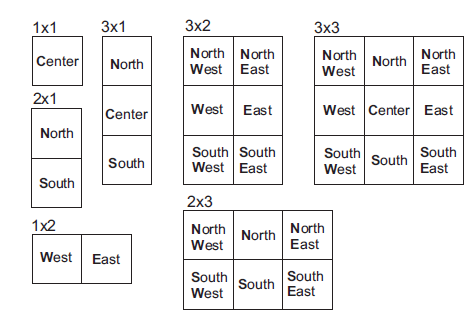 1x1
Center
2x1
North
South
1x2
West East
3x1
North
Center
South
3x2
North North
West East
West East
South South
West East
2x3
North North North
West East
South South South
West East
3x3
North North North
West East
West Center East
South South South
West East